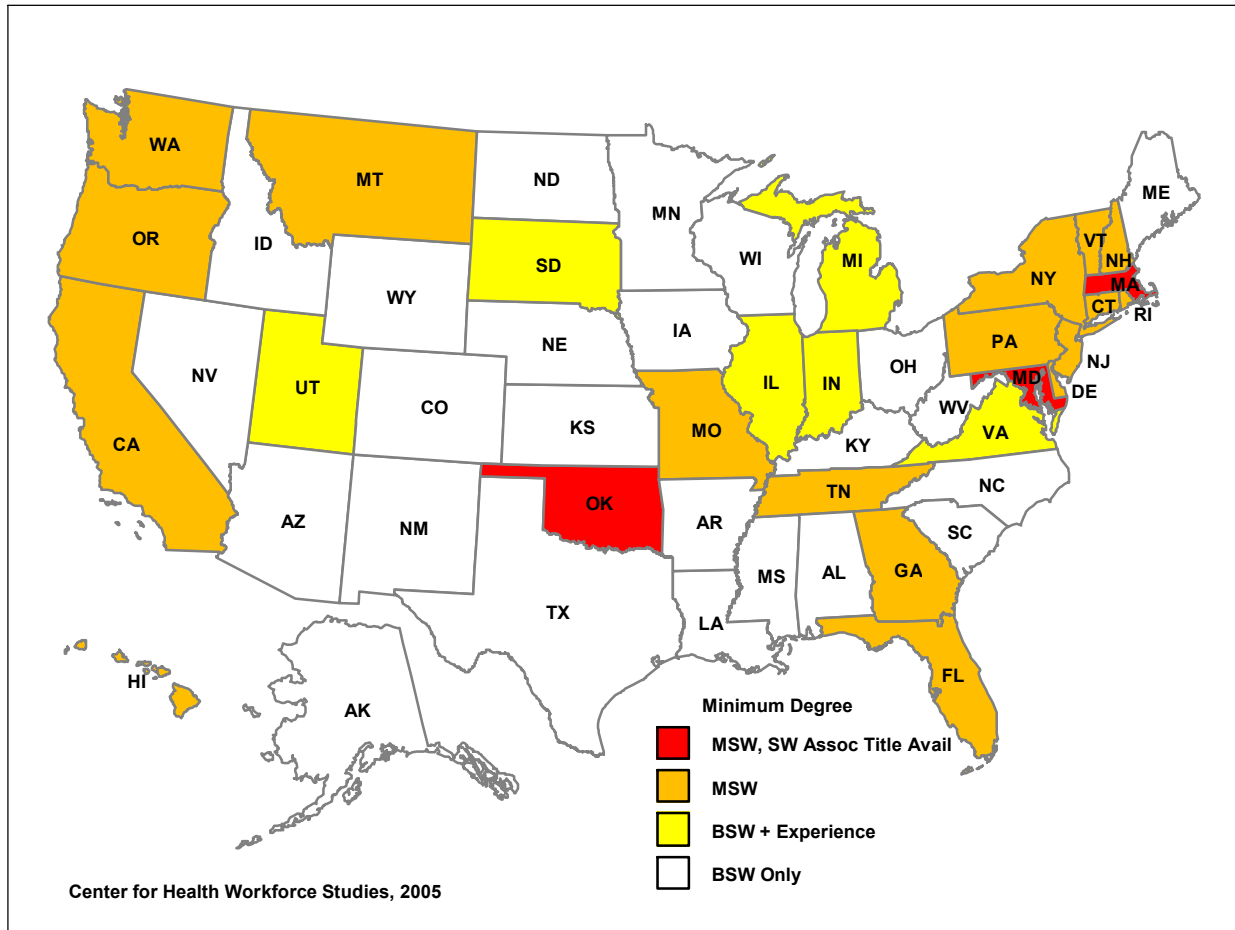 WA
MT
ND
MN
ME
OR
ID
SD
WI
MI
VT
NH
NY
MA
CT
RI
WY
IA
PA
NJ
NE
OH
DE
NV
UT
CO
IL
IN
MD
WV
CA
KS
MO
KY
VA
AZ
NM
OK
AR
TN
NC
SC
MS
AL
GA
TX
LA
FL
HI
AK
Minimum Degree
MSW, SW Assoc Title Avail
MSW
BSW + Experience
BSW Only
Center for Health Workforce Studies, 2005